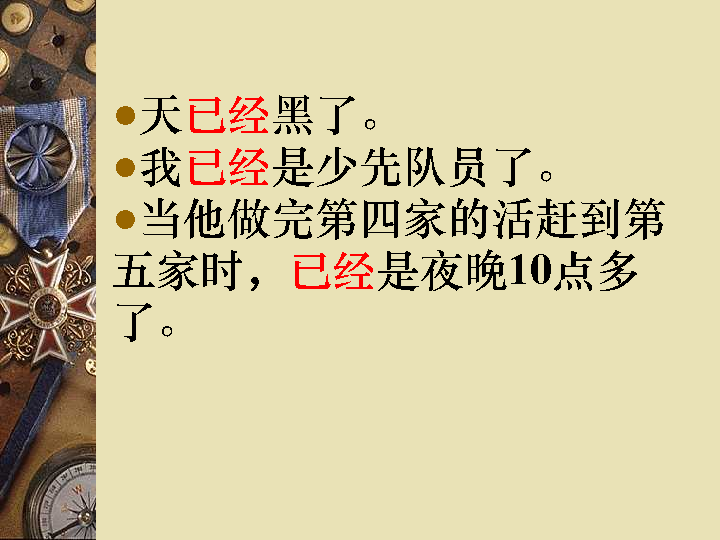 ●天已经黑了。
●我已经是少先队员了。
●当他做完第四家的活赶到第
五家时，已经是夜晚10点多
了。